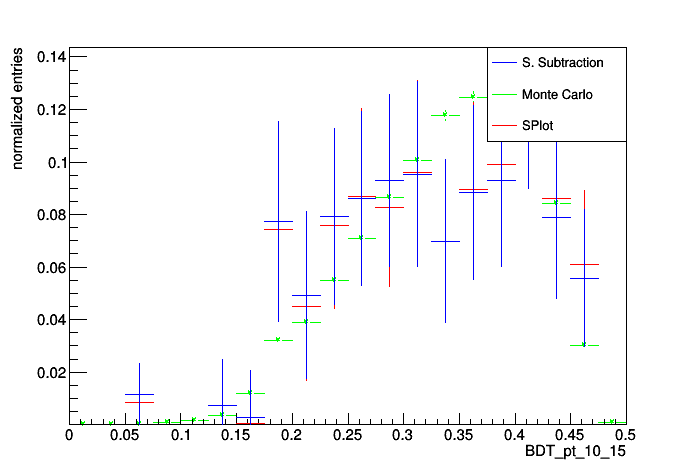 normalized entries
0.14
0.12
0.1
0.08
0.06
0.04
0.02
S. Subtraction
Monte Carlo
SPlot
0 0.05 0.1 0.15 0.2 0.25 0.3 0.35 0.4 0.45 0.5
BDT_pt_10_15